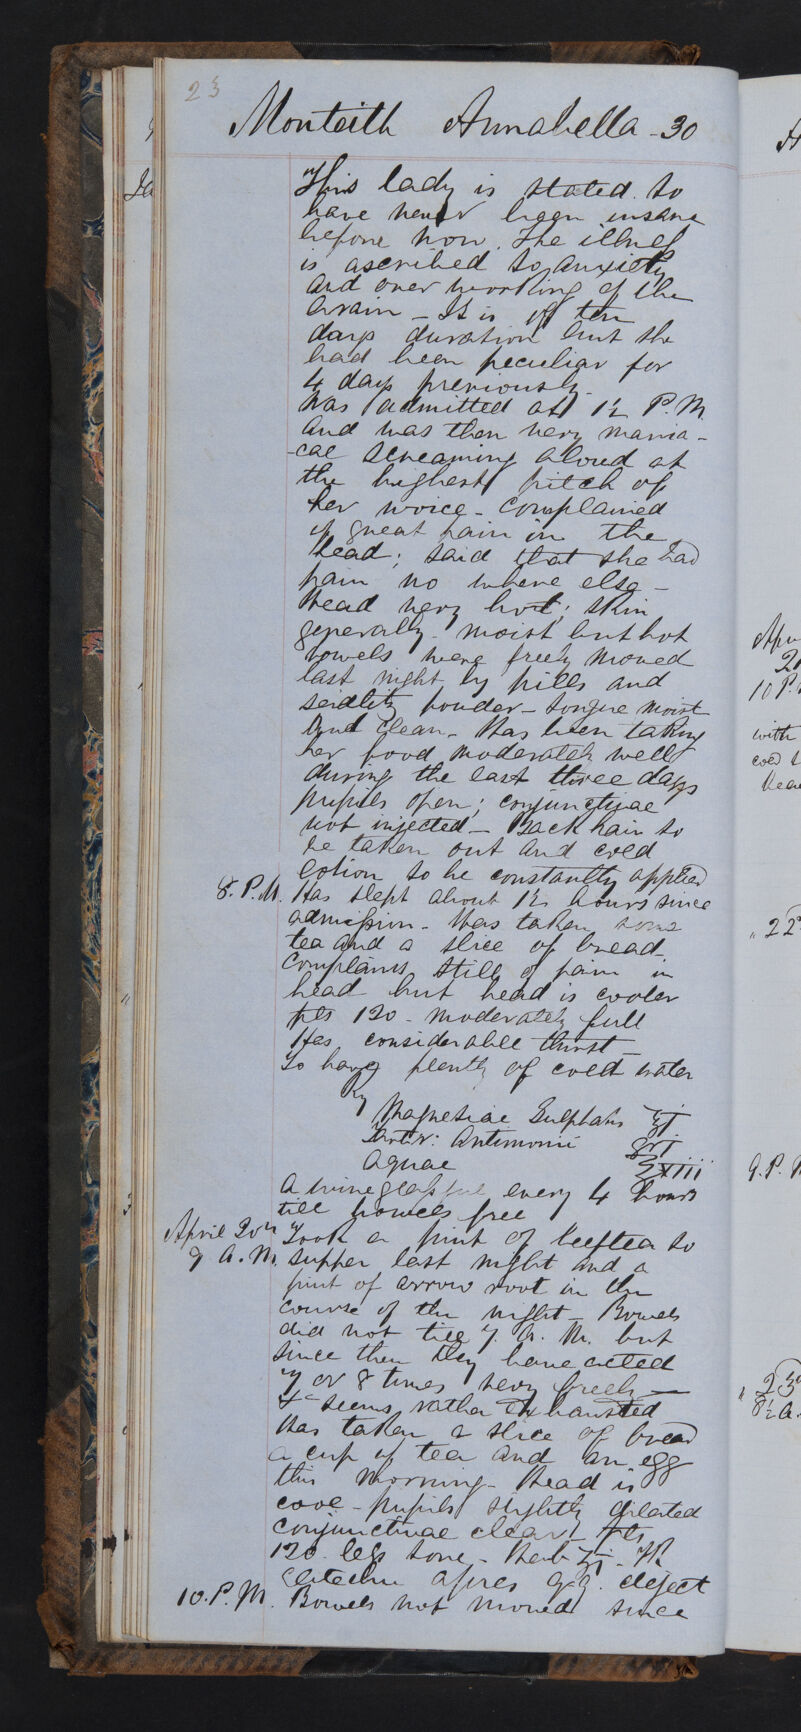 23
Monteith Annabella - 30
This lady is stated to
have never been insane
before now. The illness
is ascribed to anxiety
and over working of the
brain - It is of ten
days duration but she
had been peculiar for
4 days previously -
Was admitted at 1½ P.M.
and was then very mania-
-cal screaming aloud at
the highest pitch of
her voice - Complained
of great pain in the
head; said that she had
pain no where else -
Head very hot; skin
generally moist but hot
bowels were freely moved
last night by pills and
seidlitz powder - tongue moist
and clean. Has been taking
her food moderately well
during the last three days
pupils open; conjunctivae
not injected - Back hair to
be taken out and cold
lotion to be constantly applied
8. P.M. Has slept about 1½ hours since
admission. Has taken some
tea and a slice of bread
Complains still of pain in
head but head is cooler
pls 120 - moderately full
Has considerable thirst -
To have plenty of cold water
Magnesiae Sulphatis ℥j
Tartr: Antimonii gr j
Aquae ℥xiii
A wineglassful every 4 hours
till bowels free
April 20th Took a pint of beeftea to
9 A.M. supper last night and a
pint of arrow root in the
course of the night - Bowels
did not till 7. A.M. but
since then they have acted
7 or 8 times very freely -
& seems rather exhausted
Has taken a slice of bread
a cup of tea and an egg
this morning - Head is
cool - pupils slightly dilated
conjunctivae clear - Pls
120 less tone -
10. P.M. Bowels not moved since
10 P.
with
22
9. P.
23
8½ a.